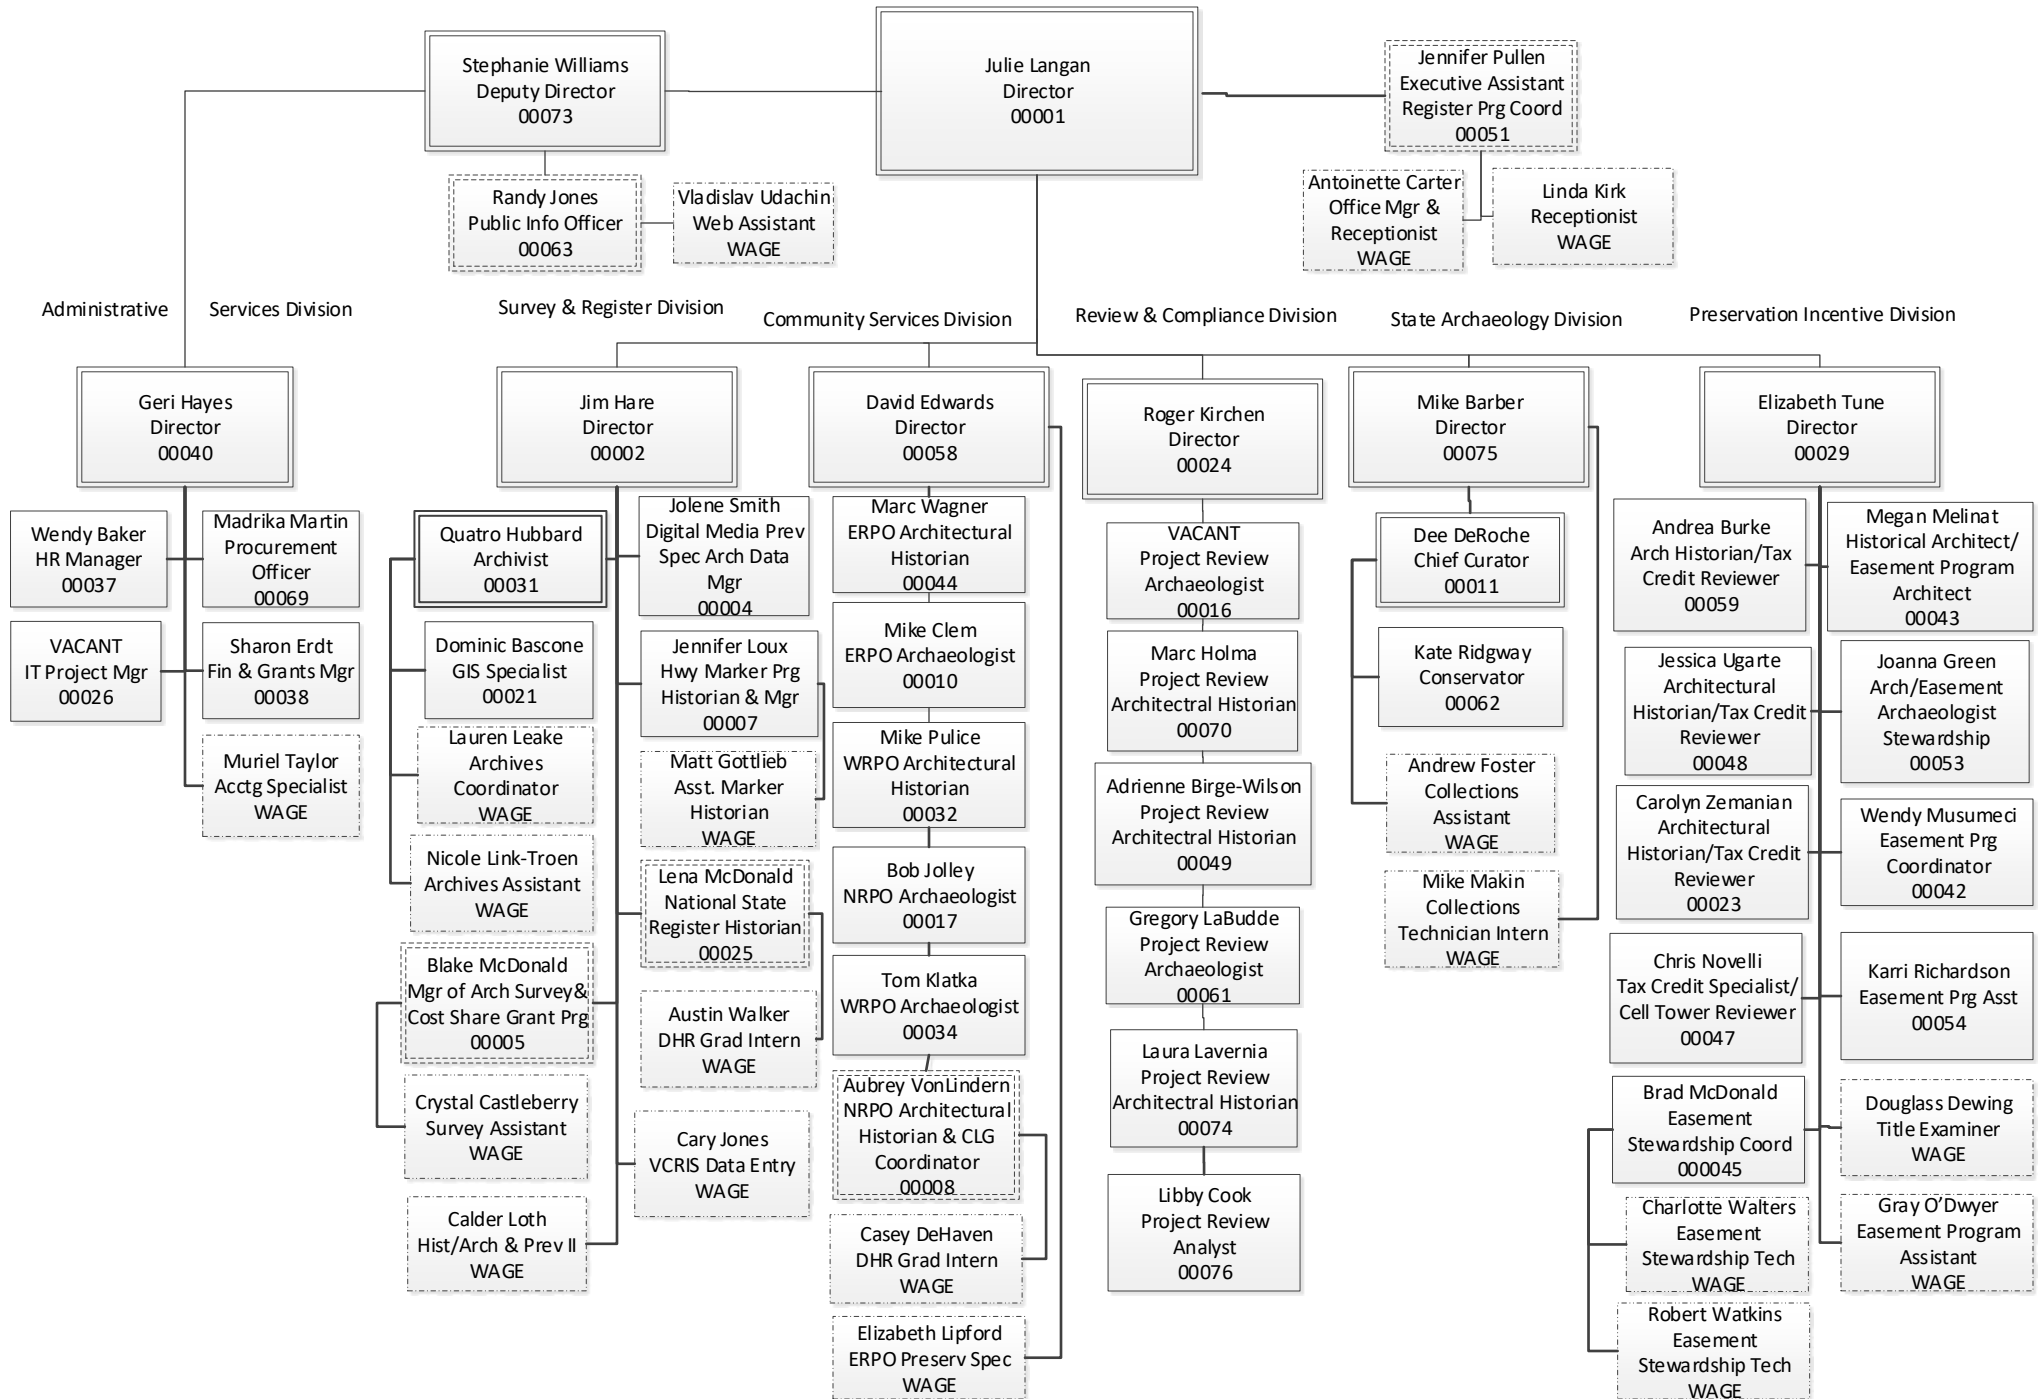 Stephanie Williams
Deputy Director
00073
Julie Langan
Director
00001
Jennifer Pullen
Executive Assistant
Register Prg Coord
00051
Randy Jones
Public Info Officer
00063
Vladislav Udachin
Web Assistant
WAGE
Antoinette Carter
Office Mgr &
Receptionist
WAGE
Linda Kirk
Receptionist
WAGE
Administrative
Services Division
Survey & Register Division
Community Services Division
Review & Compliance Division
State Archaeology Division
Preservation Incentive Division
Geri Hayes
Director
00040
Jim Hare
Director
00002
David Edwards
Director
00058
Roger Kirchen
Director
00024
Mike Barber
Director
00075
Elizabeth Tune
Director
00029
Wendy Baker
HR Manager
00037
Madrika Martin
Procurement
Officer
00069
VACANT
IT Project Mgr
00026
Sharon Erdt
Fin & Grants Mgr
00038
Muriel Taylor
Acctg Specialist
WAGE
Quatro Hubbard
Archivist
00031
Jolene Smith
Digital Media Prev
Spec Arch Data
Mgr
00004
Dominic Bascone
GIS Specialist
00021
Jennifer Loux
Hwy Marker Prg
Historian & Mgr
00007
Lauren Leake
Archives
Coordinator
WAGE
Matt Gottlieb
Asst. Marker
Historian
WAGE
Nicole Link-Troen
Archives Assistant
WAGE
Lena McDonald
National State
Register Historian
00025
Blake McDonald
Mgr of Arch Survey&
Cost Share Grant Prg
00005
Austin Walker
DHR Grad Intern
WAGE
Crystal Castleberry
Survey Assistant
WAGE
Cary Jones
VCRIS Data Entry
WAGE
Calder Loth
Hist/Arch & Prev II
WAGE
Marc Wagner
ERPO Architectural
Historian
00044
Mike Clem
ERPO Archaeologist
00010
Mike Pulice
WRPO Architectural
Historian
00032
Bob Jolley
NRPO Archaeologist
00017
Tom Klatka
WRPO Archaeologist
00034
Aubrey VonLindern
NRPO Architectural
Historian & CLG
Coordinator
00008
Casey DeHaven
DHR Grad Intern
WAGE
Elizabeth Lipford
ERPO Preserv Spec
WAGE
VACANT
Project Review
Archaeologist
00016
Marc Holma
Project Review
Architectral Historian
00070
Adrienne Birge-Wilson
Project Review
Architectral Historian
00049
Gregory LaBudde
Project Review
Archaeologist
00061
Laura Lavernia
Project Review
Architectral Historian
00074
Libby Cook
Project Review
Analyst
00076
Dee DeRoche
Chief Curator
00011
Kate Ridgway
Conservator
00062
Andrew Foster
Collections
Assistant
WAGE
Mike Makin
Collections
Technician Intern
WAGE
Andrea Burke
Arch Historian/Tax
Credit Reviewer
00059
Megan Melinat
Historical Architect/
Easement Program
Architect
00043
Jessica Ugarte
Architectural
Historian/Tax Credit
Reviewer
00048
Joanna Green
Arch/Easement
Archaeologist
Stewardship
00053
Carolyn Zemanian
Architectural
Historian/Tax Credit
Reviewer
00023
Wendy Musumeci
Easement Prg
Coordinator
00042
Chris Novelli
Tax Credit Specialist/
Cell Tower Reviewer
00047
Karri Richardson
Easement Prg Asst
00054
Brad McDonald
Easement
Stewardship Coord
000045
Douglass Dewing
Title Examiner
WAGE
Charlotte Walters
Easement
Stewardship Tech
WAGE
Gray O’Dwyer
Easement Program
Assistant
WAGE
Robert Watkins
Easement
Stewardship Tech
WAGE